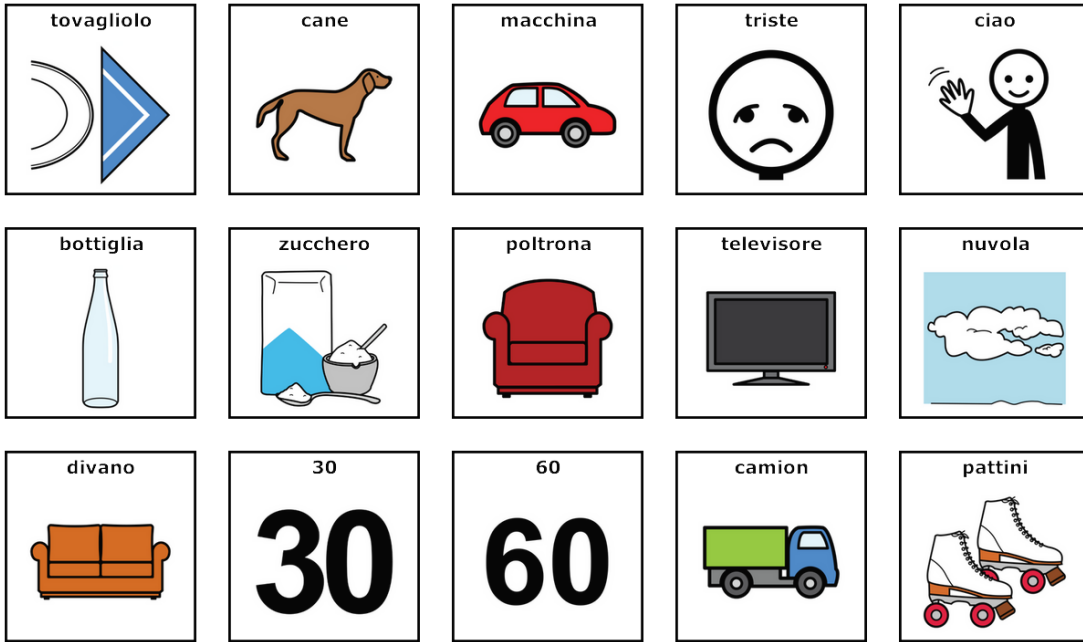 tovagliolo
cane
macchina
triste
ciao
bottiglia
zucchero
poltrona
televisore
nuvola
divano
30
60
camion
pattini
30
60